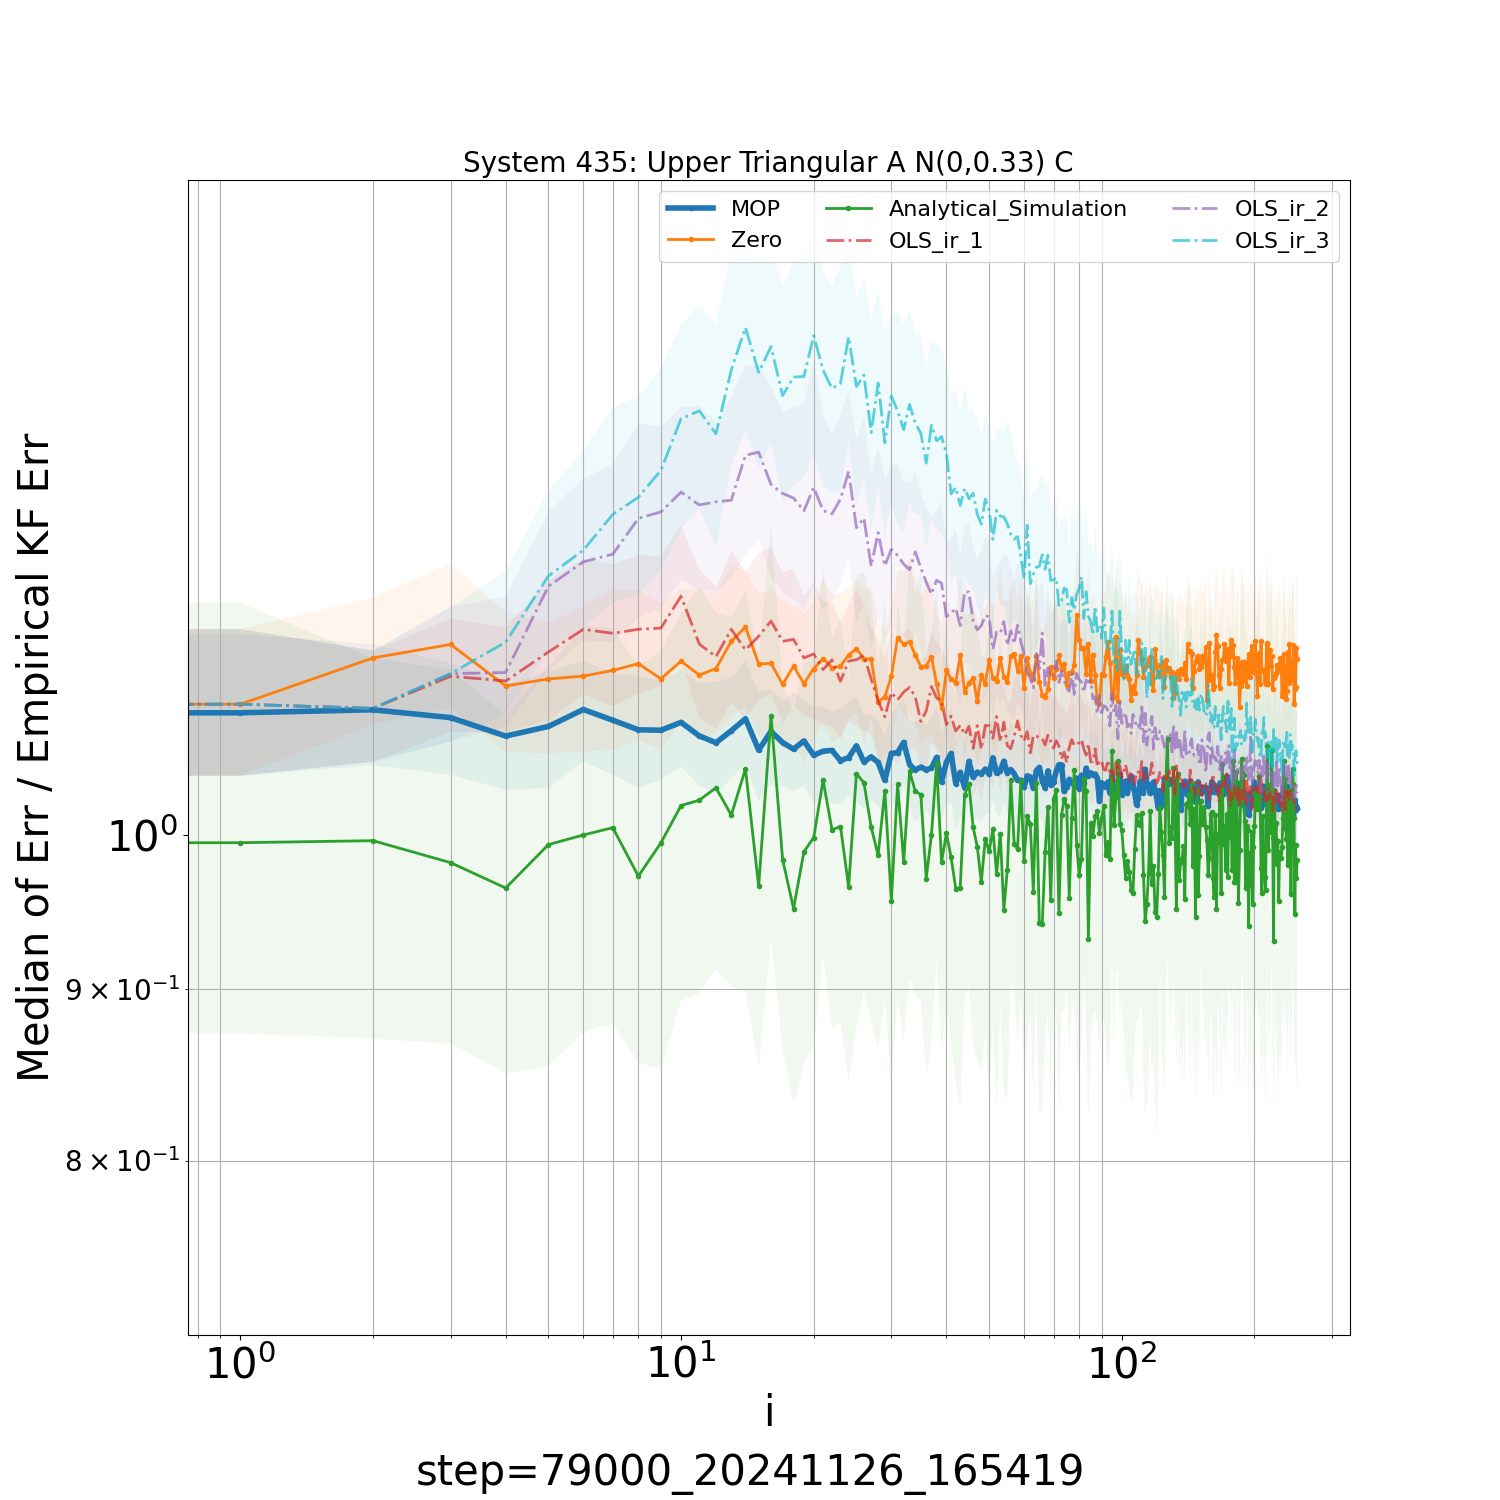 System 435: Upper Triangular A N(0,0.33) C
MOP
Zero
Analytical_Simulation
OLS_ir_1
OLS_ir_2
OLS_ir_3
Median of Err / Empirical KF Err
10⁰
9 × 10⁻¹
8 × 10⁻¹
10⁰ 10¹ 10²
i
step=79000_20241126_165419